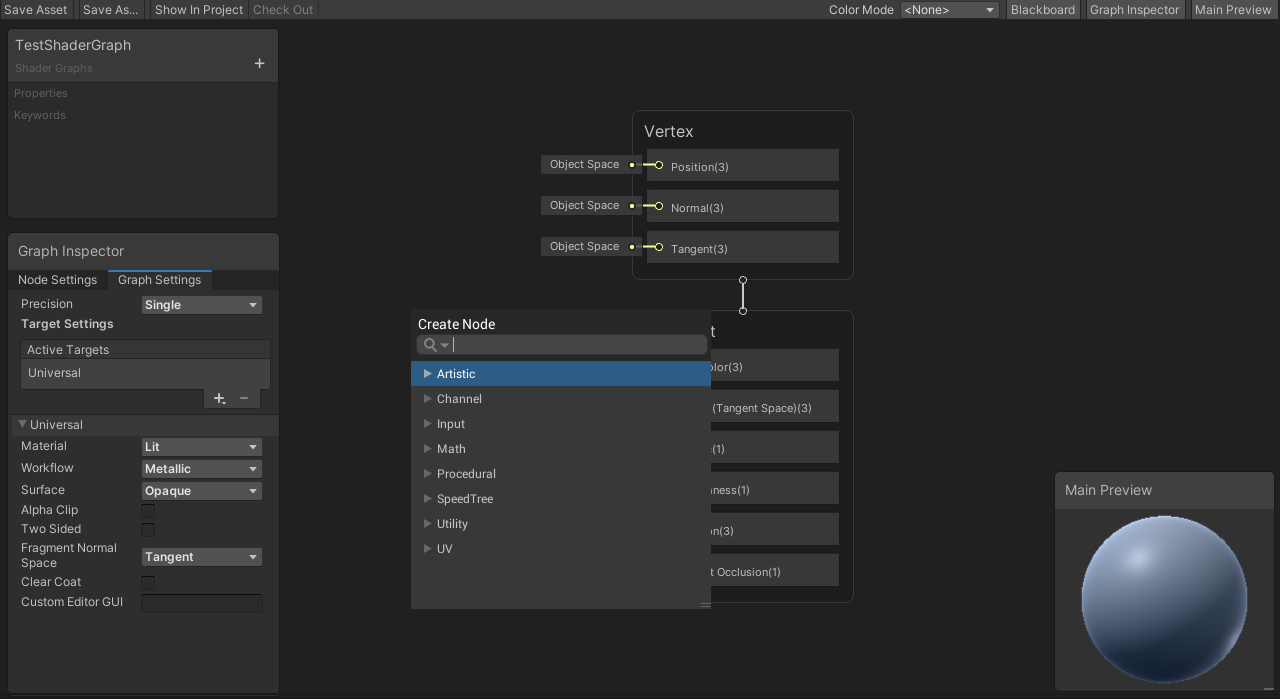 Save Asset
Save As...
Show In Project
Check Out
Color Mode
<None>
Blackboard
Graph Inspector
Main Preview
TestShaderGraph
Shader Graphs
+
Properties
Keywords
Graph Inspector
Node Settings
Graph Settings
Precision
Single
Target Settings
Active Targets
Universal
+ −
Universal
Material
Lit
Workflow
Metallic
Surface
Opaque
Alpha Clip
Two Sided
Fragment Normal
Space
Tangent
Clear Coat
Custom Editor GUI
Vertex
Object Space
Position(3)
Object Space
Normal(3)
Object Space
Tangent(3)
Create Node
Artistic
Channel
Input
Math
Procedural
SpeedTree
Utility
UV
t
olor(3)
(Tangent Space)(3)
(1)
ness(1)
on(3)
t Occlusion(1)
Main Preview